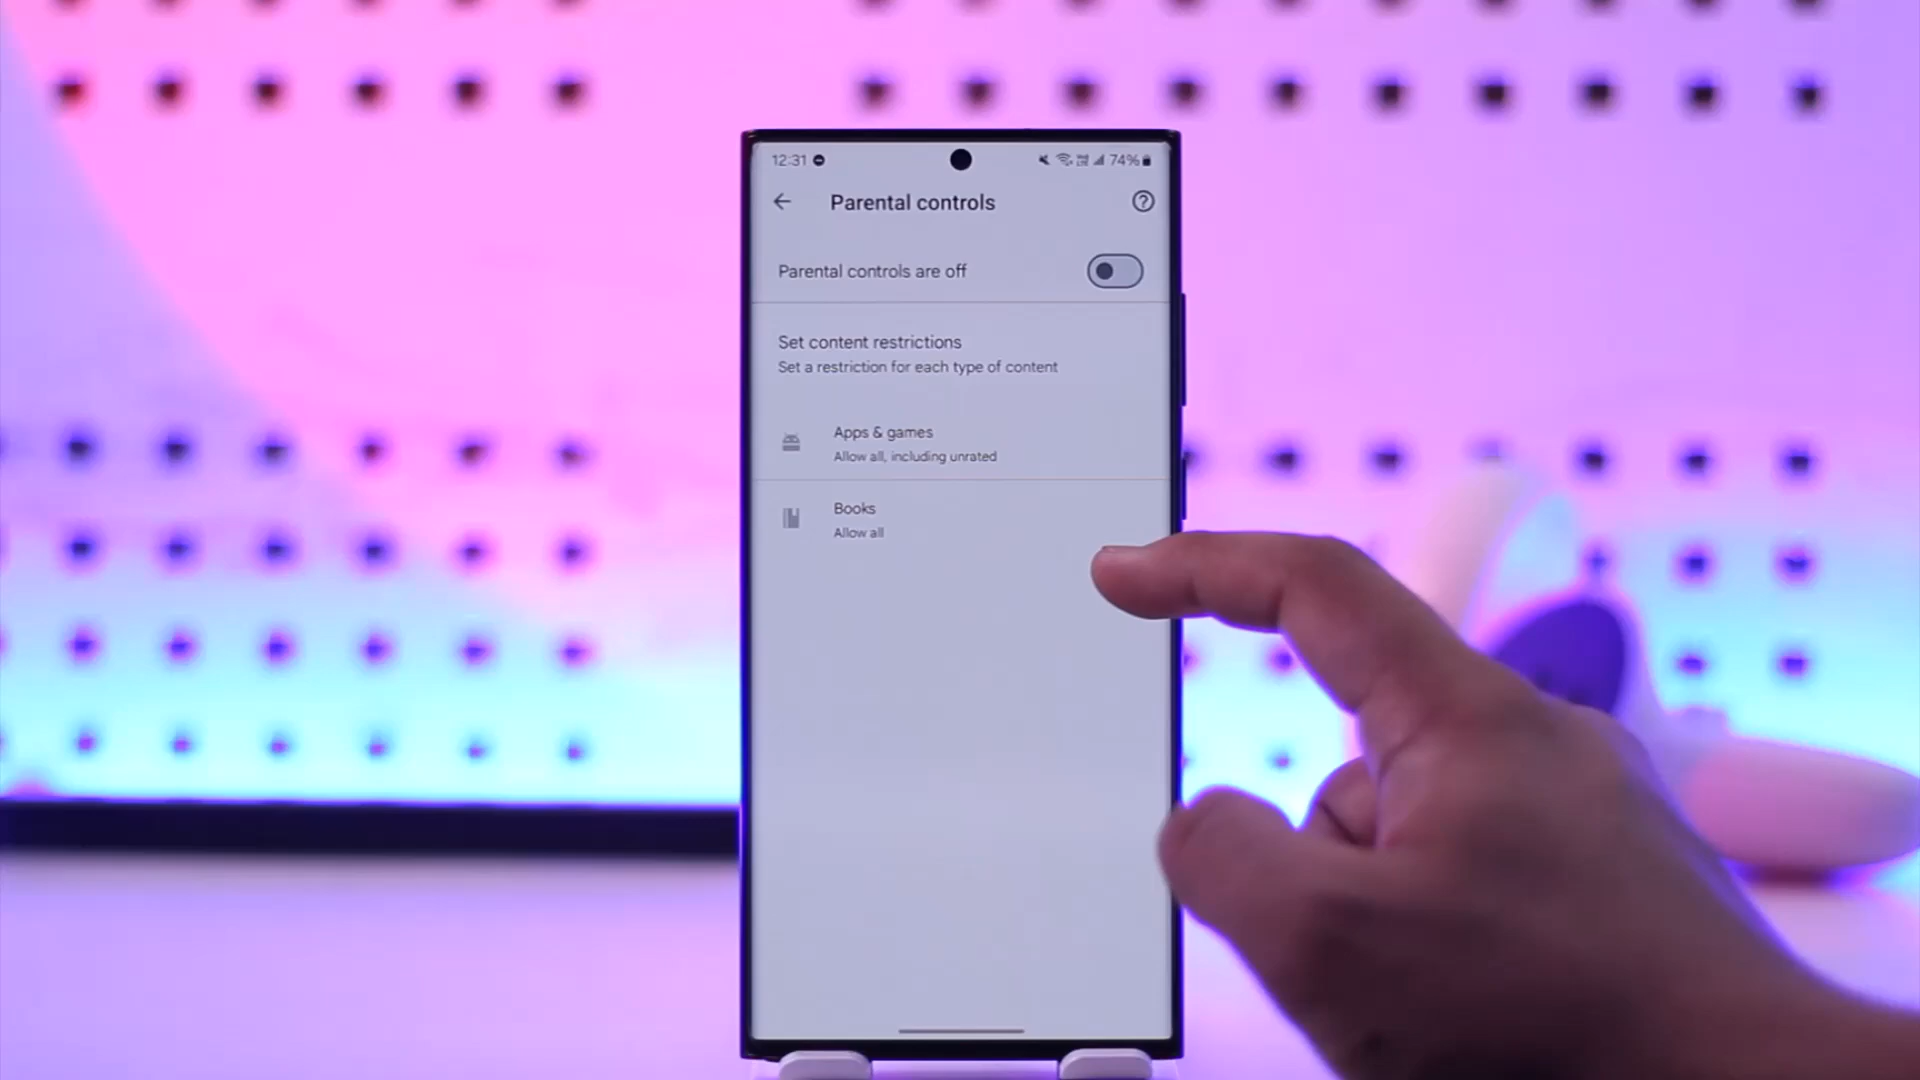 12:31
74%
Parental controls
Parental controls are off
Set content restrictions
Set a restriction for each type of content
Apps & games
Allow all, including unrated
Books
Allow all